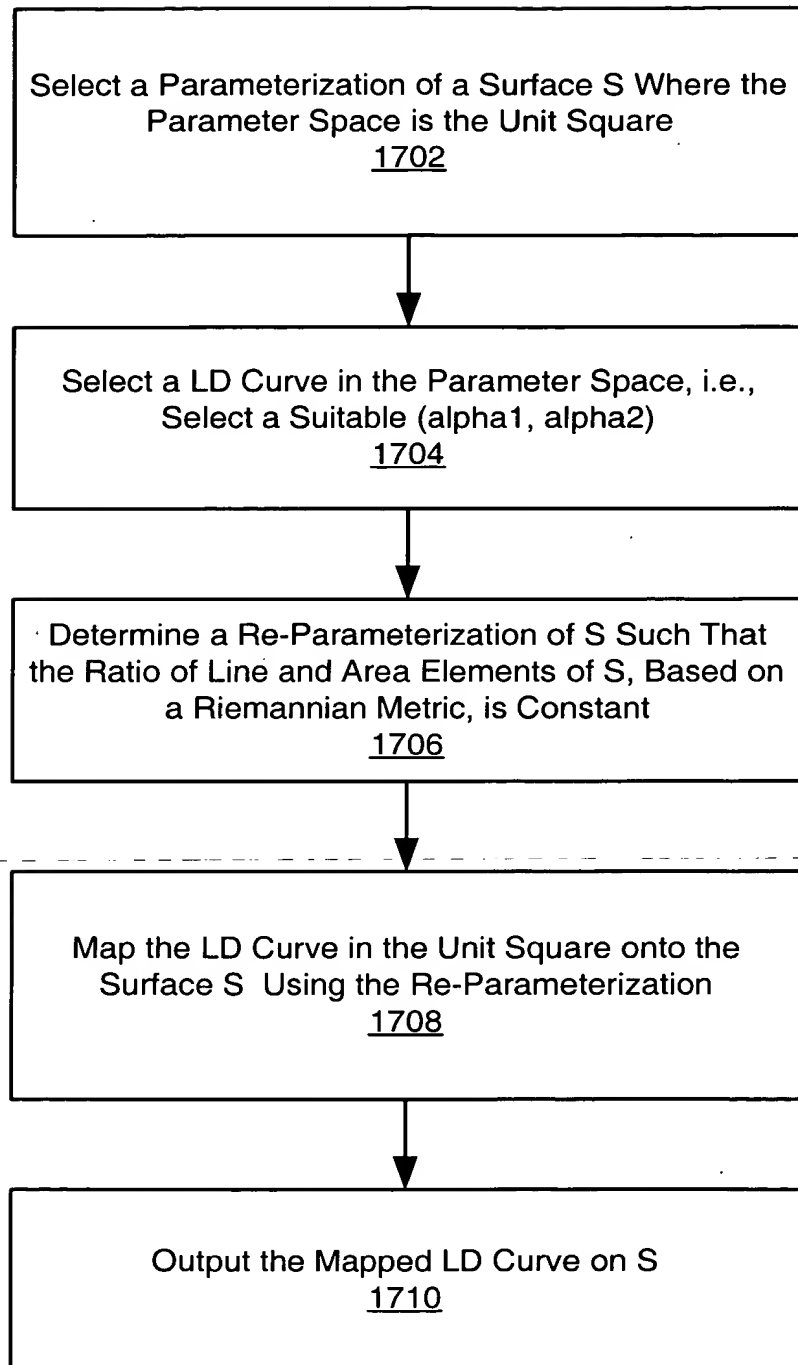 Select a Parameterization of a Surface S Where the
Parameter Space is the Unit Square
1702
Select a LD Curve in the Parameter Space, i.e.,
Select a Suitable (alpha1, alpha2)
1704
Determine a Re-Parameterization of S Such That
the Ratio of Line and Area Elements of S, Based on
a Riemannian Metric, is Constant
1706
Map the LD Curve in the Unit Square onto the
Surface S Using the Re-Parameterization
1708
Output the Mapped LD Curve on S
1710